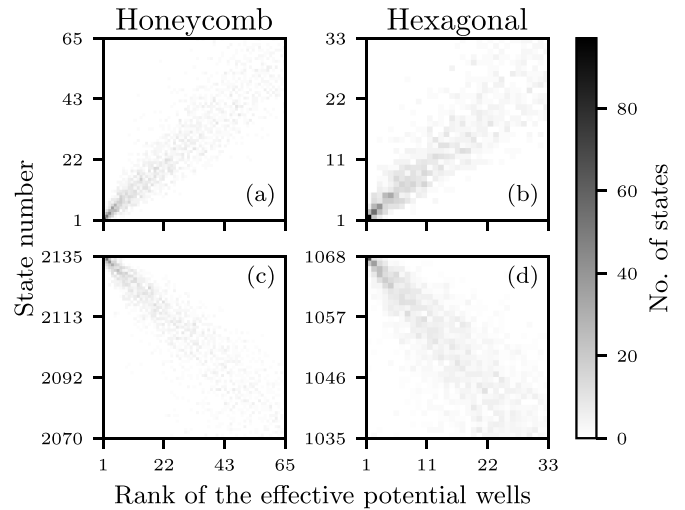 Honeycomb
Hexagonal
65
43
22
1
(a)
33
22
11
1
(b)
2135
2113
2092
2070
(c)
1 22 43 65
1068
1057
1046
1035
(d)
1 11 22 33
State number
Rank of the effective potential wells
80
60
40
20
0
No. of states